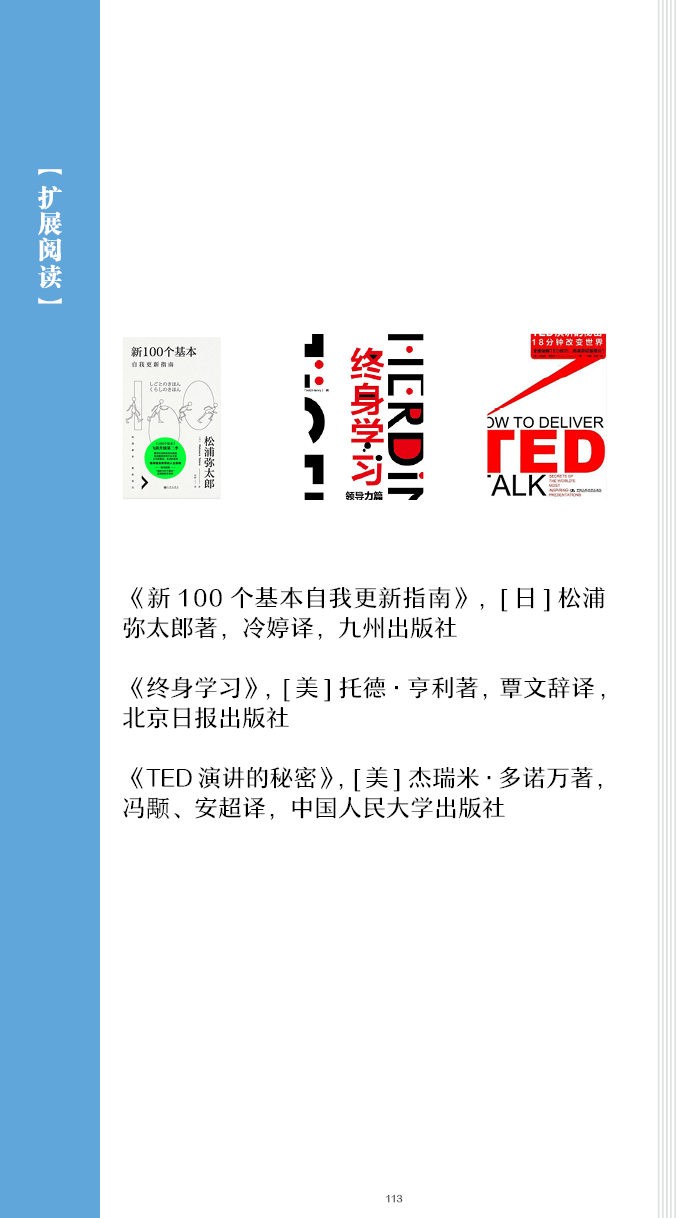 【扩展阅读】
新100个基本
自我更新指南
しごとのきほん
くらしのきほん
松浦弥太郎
终身学习
HERDiN
领导力篇
18分钟改变世界
OW TO DELIVER
TED
TALK
SECRETS OF
THE WORLD'S
MOST
INSPIRING
PRESENTATIONS
《新 100 个基本自我更新指南》, [ 日 ] 松浦
弥太郎著, 冷婷译, 九州出版社
《终身学习》, [ 美 ] 托德 · 亨利著, 覃文辞译,
北京日报出版社
《TED 演讲的秘密》, [ 美 ] 杰瑞米 · 多诺万著,
冯颙、安超译, 中国人民大学出版社
113